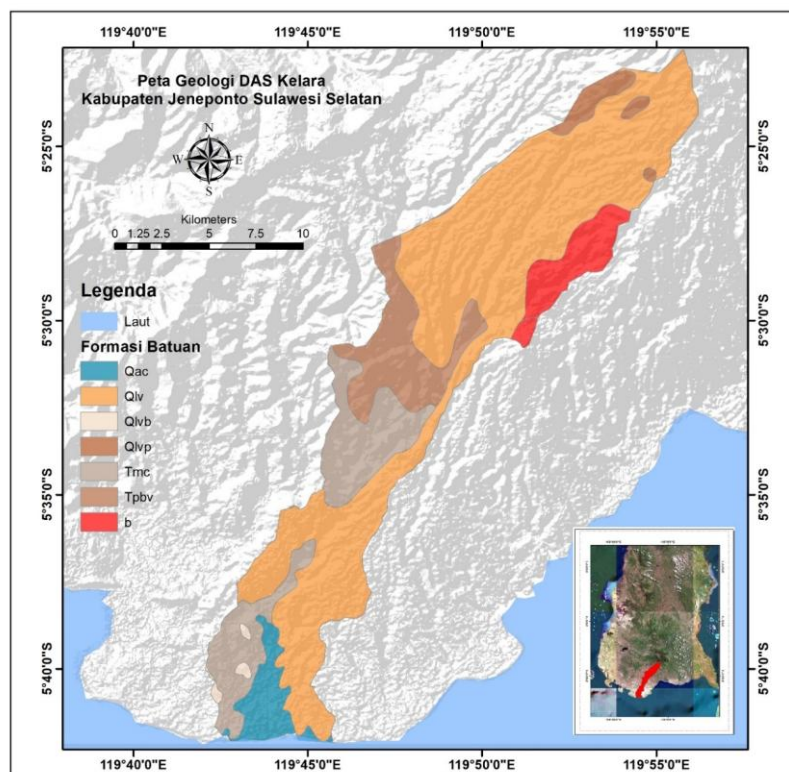 119°40'0"E 119°45'0"E 119°50'0"E 119°55'0"E
Peta Geologi DAS Kelara
Kabupaten Jeneponto Sulawesi Selatan
N
W E
S
Kilometers
0 1.25 2.5 5 7.5 10
Legenda
Laut
Formasi Batuan
Qac
Qlv
Qlvb
Qlvp
Tmc
Tpbv
b
5°25'0"S
5°30'0"S
5°35'0"S
5°40'0"S
5°25'0"S
5°30'0"S
5°35'0"S
5°40'0"S
119°40'0"E 119°45'0"E 119°50'0"E 119°55'0"E